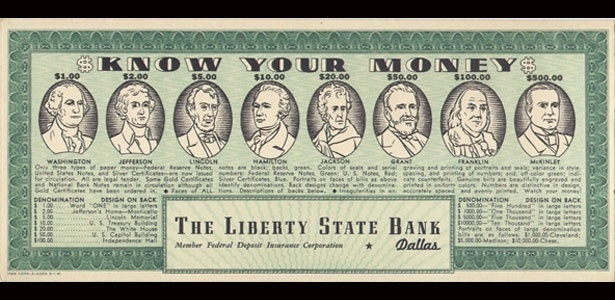 $ KNOW YOUR MONEY $
$1.00 $2.00 $5.00 $10.00 $20.00 $50.00 $100.00 $500.00
WASHINGTON JEFFERSON LINCOLN HAMILTON JACKSON GRANT FRANKLIN McKINLEY
Only three types of paper money—Federal Reserve Notes, United States Notes, and Silver Certificates—are now issued for circulation. All are legal tender. Some Gold Certificates and National Bank Notes remain in circulation although all Gold Certificates have been ordered in. • Faces of ALL
notes are black; backs, green. Colors of seals and serial numbers: Federal Reserve Notes, Green; U.S. Notes, Red; Silver Certificates, Blue. Portraits on faces of bills as above identify denominations. Back designs change with denominations. Descriptions of backs below. • Irregularities in
graving and printing of portraits and seals; variance in style, spacing, and printing of numbers; and, off-color green; indicate counterfeits. Genuine bills are beautifully engraved and printed in uniform colors. Numbers are distinctive in design, accurately spaced and evenly printed. Watch your money!
DENOMINATION DESIGN ON BACK
$ 1.00 Ward "ONE" in large letters
$ 2.00 Jefferson's Home—Monticello
$ 5.00 Lincoln Memorial
$ 10.00 U. S. Treasury Building
$ 20.00 The White House
$ 50.00 U. S. Capitol Building
$100.00 Independence Hall
THE LIBERTY STATE BANK
Member Federal Deposit Insurance Corporation ★ Dallas
DENOMINATION DESIGN ON BACK
$ 500.00—"Five Hundred" in large letters
$ 1,000.00—"One Thousand" in large letters
$ 5,000.00—"Five Thousand" in large letters
$10,000.00—"Ten Thousand" in large letters
Portraits on faces of large denomination bills are as follows: $1,000.00-Cleveland; $5,000.00-Madison; $10,000.00-Chase.